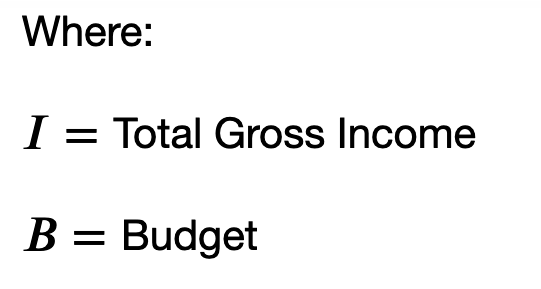 Where:
I = Total Gross Income
B = Budget